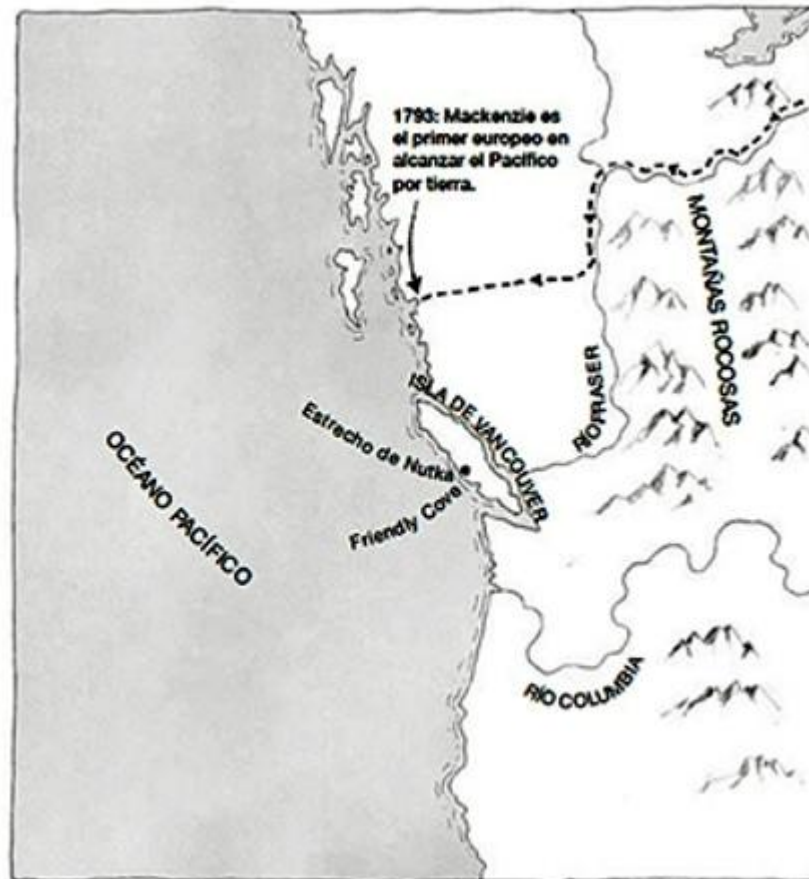 1793: Mackenzie es
el primer europeo en
alcanzar el Pacífico
por tierra.
MONTAÑAS ROCOSAS
RÍO FRASER
ISLA DE VANCOUVER
Estrecho de Nutka
Friendly Cove
OCÉANO PACÍFICO
RÍO COLUMBIA